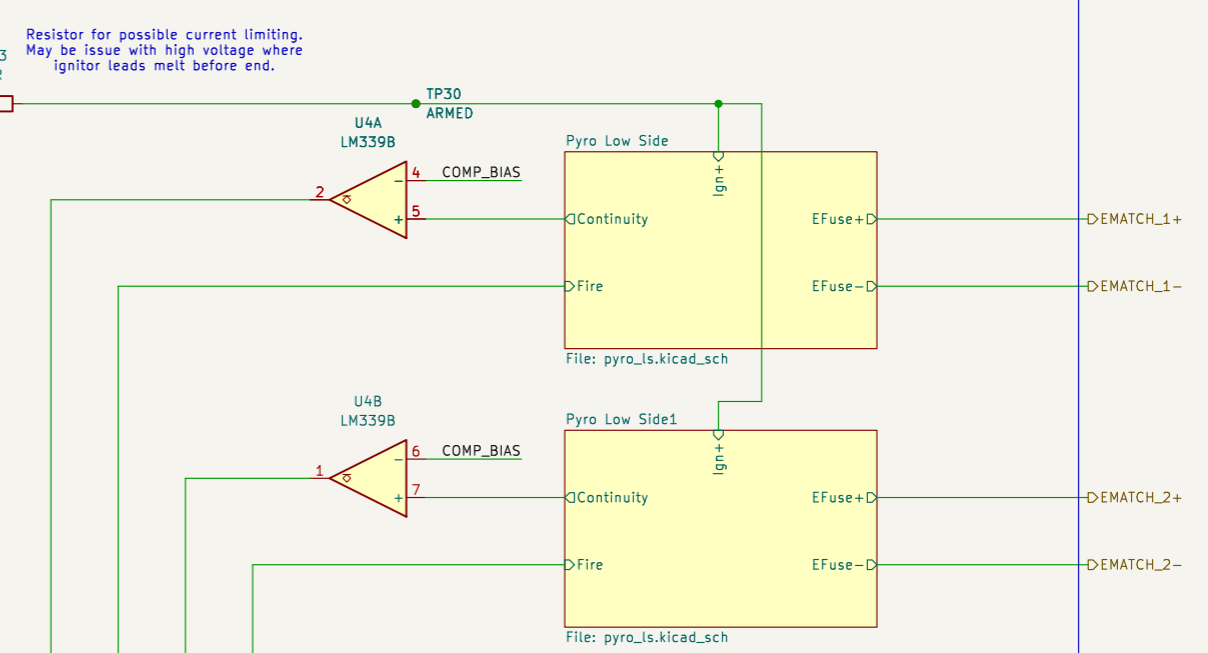 Resistor for possible current limiting.
May be issue with high voltage where
ignitor leads melt before end.
3
TP30
ARMED
U4A
LM339B
Pyro Low Side
4
COMP_BIAS
Ign+
2
−
+
5
Continuity
EFuse+
EMATCH_1+
Fire
EFuse−
EMATCH_1−
File: pyro_ls.kicad_sch
U4B
LM339B
Pyro Low Side1
6
COMP_BIAS
Ign+
1
−
+
7
Continuity
EFuse+
EMATCH_2+
Fire
EFuse−
EMATCH_2−
File: pyro_ls.kicad_sch